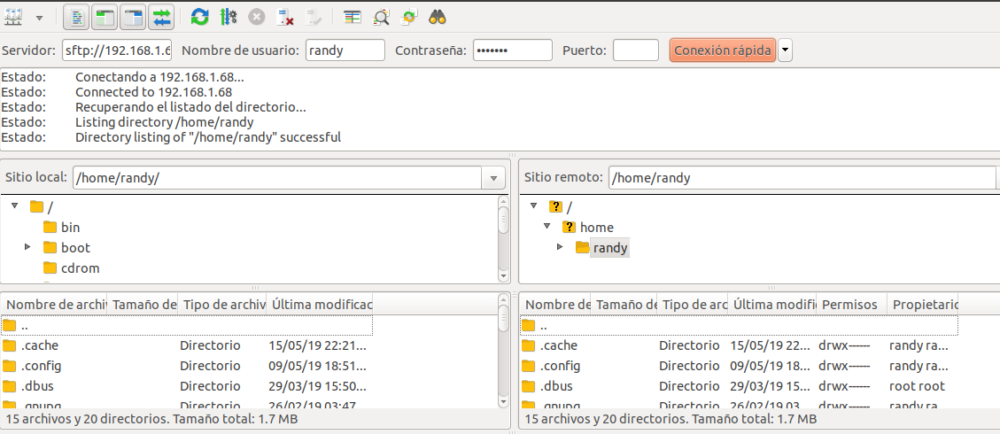 Servidor: sftp://192.168.1.6 Nombre de usuario: randy Contraseña: ••••••• Puerto: Conexión rápida
Estado: Conectando a 192.168.1.68...
Estado: Connected to 192.168.1.68
Estado: Recuperando el listado del directorio...
Estado: Listing directory /home/randy
Estado: Directory listing of "/home/randy" successful
Sitio local: /home/randy/
/
bin
boot
cdrom
Nombre de archi Tamaño de Tipo de archiv Última modificac
..
.cache Directorio 15/05/19 22:21...
.config Directorio 09/05/19 18:51...
.dbus Directorio 29/03/19 15:50...
.gnupg Directorio 26/02/19 03:47
15 archivos y 20 directorios. Tamaño total: 1.7 MB
Sitio remoto: /home/randy
/
home
randy
Nombre de Tamaño de Tipo de arc Última modifi Permisos Propietario
..
.cache Directorio 15/05/19 22... drwx------ randy ra...
.config Directorio 09/05/19 18... drwx------ randy ra...
.dbus Directorio 29/03/19 15... drwx------ root root
.gnupg Directorio 26/02/19 03 drwx------ randy ra
15 archivos y 20 directorios. Tamaño total: 1.7 MB